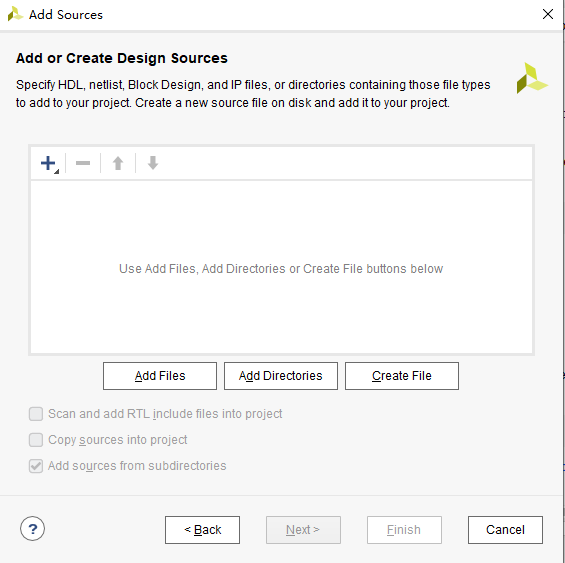 Add Sources
Add or Create Design Sources
Specify HDL, netlist, Block Design, and IP files, or directories containing those file types
to add to your project. Create a new source file on disk and add it to your project.
Use Add Files, Add Directories or Create File buttons below
Add Files Add Directories Create File
Scan and add RTL include files into project
Copy sources into project
Add sources from subdirectories
? < Back Next > Finish Cancel